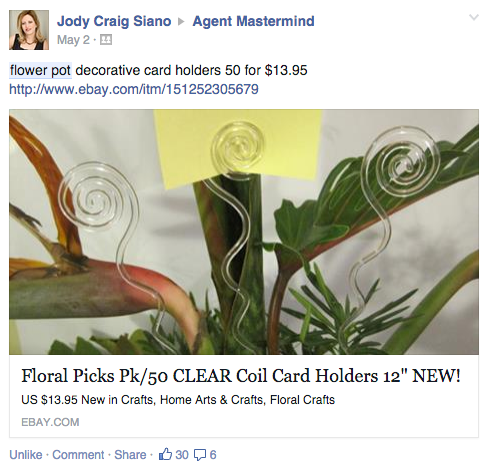 Jody Craig Siano ▸ Agent Mastermind
May 2 ·
flower pot decorative card holders 50 for $13.95
http://www.ebay.com/itm/151252305679
Floral Picks Pk/50 CLEAR Coil Card Holders 12" NEW!
US $13.95 New in Crafts, Home Arts & Crafts, Floral Crafts
EBAY.COM
Unlike · Comment · Share · 30 6